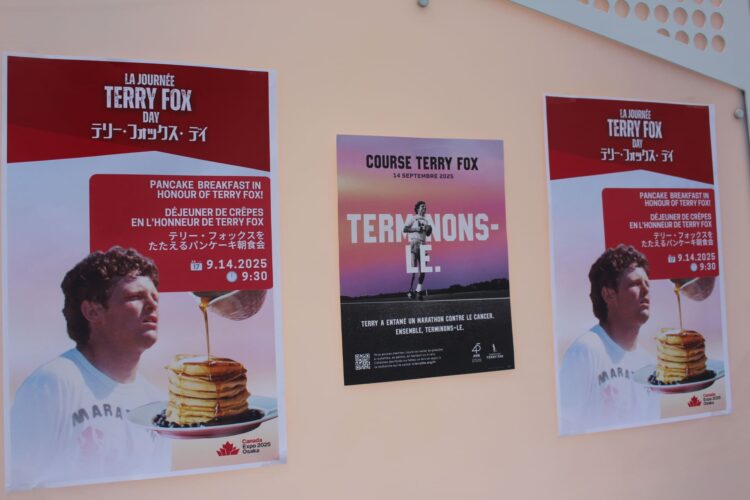 LA JOURNÉE
TERRY FOX
DAY
テリー・フォックス・デイ
PANCAKE BREAKFAST IN
HONOUR OF TERRY FOX!
DÉJEUNER DE CRÊPES
EN L'HONNEUR DE TERRY FOX
テリー・フォックスを
たたえるパンケーキ朝食会
9.14.2025
9:30
MARAT
Canada
Expo 2025
Osaka
COURSE TERRY FOX
14 SEPTEMBRE 2025
TERMINONS-
LE.
TERRY A ENTAMÉ UN MARATHON CONTRE LE CANCER.
ENSEMBLE, TERMINONS-LE.
LA JOURNÉE
TERRY FOX
DAY
テリー・フォックス・デイ
PANCAKE BREAKFAST IN
HONOUR OF TERRY FOX!
DÉJEUNER DE CRÊPES
EN L'HONNEUR DE TERRY FOX
テリー・フォックスを
たたえるパンケーキ朝食会
9.14.2025
9:30
MARAT
Canada
Expo 2025
Osaka